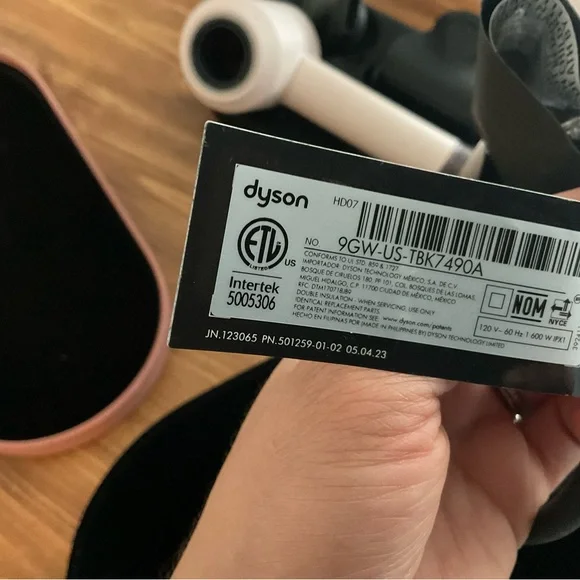 dyson HD07
NO 9GW-US-TBK7490A
ETL LISTED US
Intertek
5005306
CONFORMS TO UL STD. 859 & 1727
IMPORTADOR: DYSON TECHNOLOGY MÉXICO, S.A. DE C.V.
BOSQUE DE CIRUELOS 180, PP 101, COL. BOSQUES DE LAS LOMAS,
MIGUEL HIDALGO, C.P. 11700 CIUDAD DE MÉXICO, MÉXICO
DOUBLE INSULATION - WHEN SERVICING, USE ONLY
IDENTICAL REPLACEMENT PARTS.
FOR PATENT INFORMATION SEE: www.dyson.com/patents
HECHO EN FILIPINAS POR (MADE IN PHILIPPINES BY) DYSON TECHNOLOGY LIMITED
NOM
NYCE
120 V~ 60 Hz 1 600 W IPX1
JN.123065 PN.501259-01-02 05.04.23